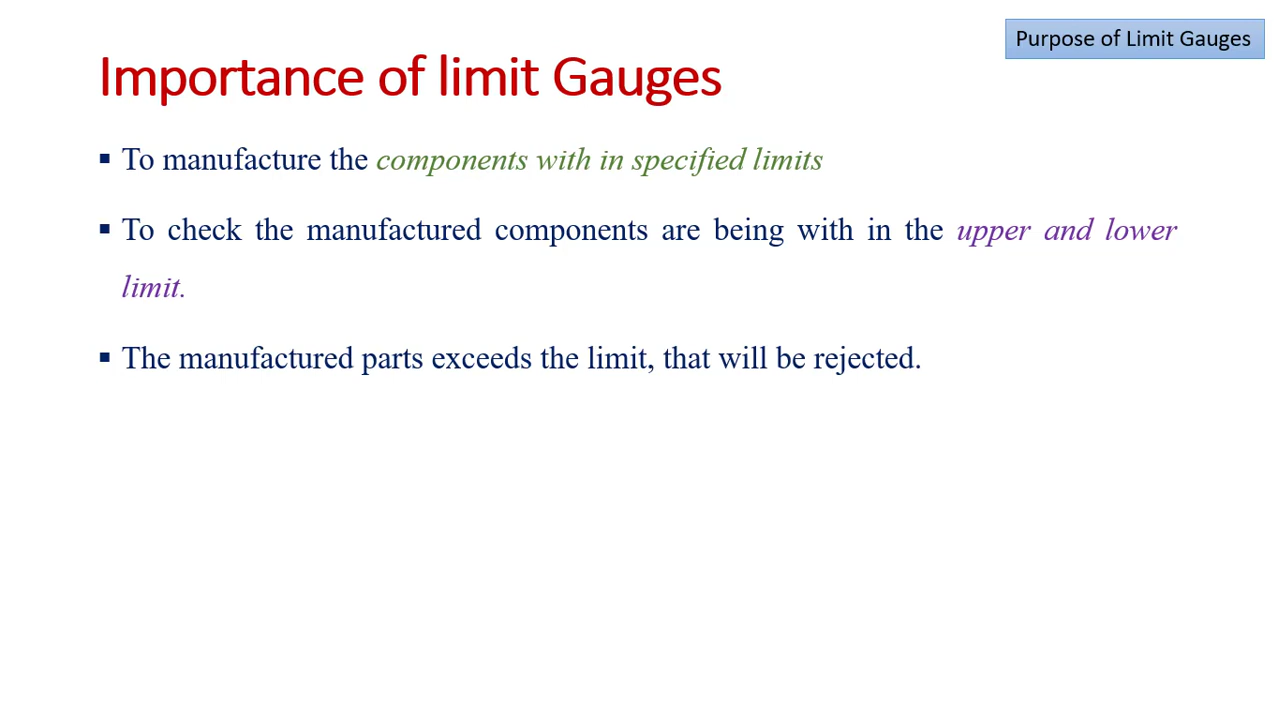 Purpose of Limit Gauges
Importance of limit Gauges
▪ To manufacture the components with in specified limits
▪ To check the manufactured components are being with in the upper and lower
limit.
▪ The manufactured parts exceeds the limit, that will be rejected.